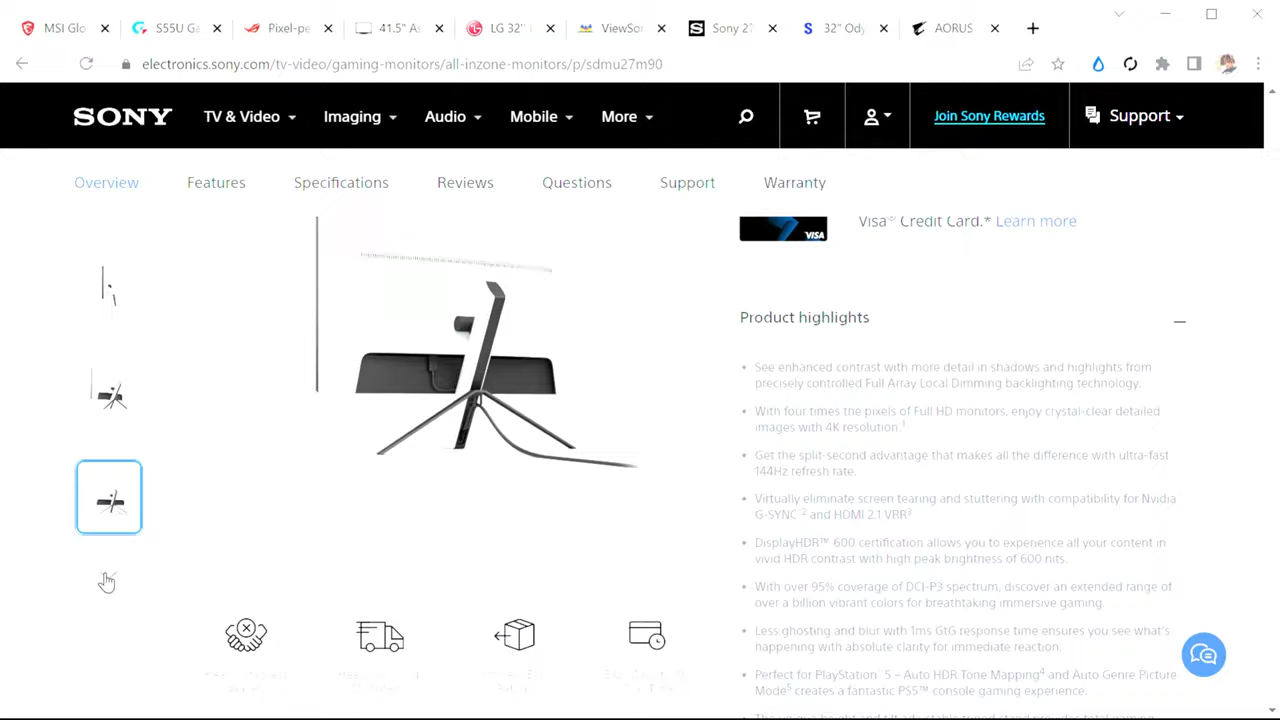 MSI Glo
S55U Ga
Pixel-pe
41.5" As
LG 32"
ViewSo
Sony 27
32" Ody
AORUS
electronics.sony.com/tv-video/gaming-monitors/all-inzone-monitors/p/sdmu27m90
SONY
TV & Video
Imaging
Audio
Mobile
More
Join Sony Rewards
Support
Overview
Features
Specifications
Reviews
Questions
Support
Warranty
VISA
Visa® Credit Card.* Learn more
Product highlights
• See enhanced contrast with more detail in shadows and highlights from
precisely controlled Full Array Local Dimming backlighting technology.
• With four times the pixels of Full HD monitors, enjoy crystal-clear detailed
images with 4K resolution.1
• Get the split-second advantage that makes all the difference with ultra-fast
144Hz refresh rate.
• Virtually eliminate screen tearing and stuttering with compatibility for Nvidia
G-SYNC 2 and HDMI 2.1 VRR3
• DisplayHDR™ 600 certification allows you to experience all your content in
vivid HDR contrast with high peak brightness of 600 nits.
• With over 95% coverage of DCI-P3 spectrum, discover an extended range of
over a billion vibrant colors for breathtaking immersive gaming.
• Less ghosting and blur with 1ms GtG response time ensures you see what's
happening with absolute clarity for immediate reaction.
• Perfect for PlayStation 5 – Auto HDR Tone Mapping4 and Auto Genre Picture
Mode5 creates a fantastic PS5™ console gaming experience.